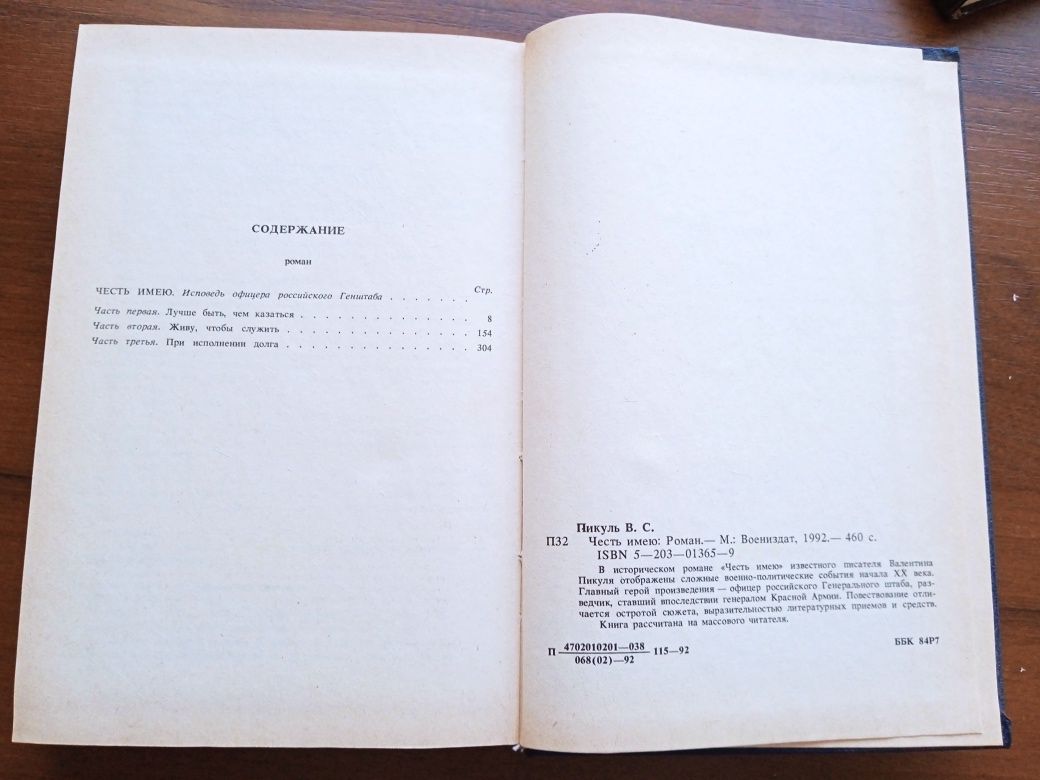 СОДЕРЖАНИЕ
роман
Стр.
ЧЕСТЬ ИМЕЮ. Исповедь офицера российского Генштаба . . . . . . .
Часть первая. Лучше быть, чем казаться . . . . . . . . . . . . . . 8
Часть вторая. Живу, чтобы служить . . . . . . . . . . . . . . . 154
Часть третья. При исполнении долга . . . . . . . . . . . . . . . 304
Пикуль В. С.
П32 Честь имею: Роман.— М.: Воениздат, 1992.— 460 с.
ISBN 5—203—01365—9
В историческом романе «Честь имею» известного писателя Валентина
Пикуля отображены сложные военно-политические события начала XX века.
Главный герой произведения — офицер российского Генерального штаба, раз-
ведчик, ставший впоследствии генералом Красной Армии. Повествование отли-
чается остротой сюжета, выразительностью литературных приемов и средств.
Книга рассчитана на массового читателя.
П 4702010201—038
068(02)—92 115—92
ББК 84Р7